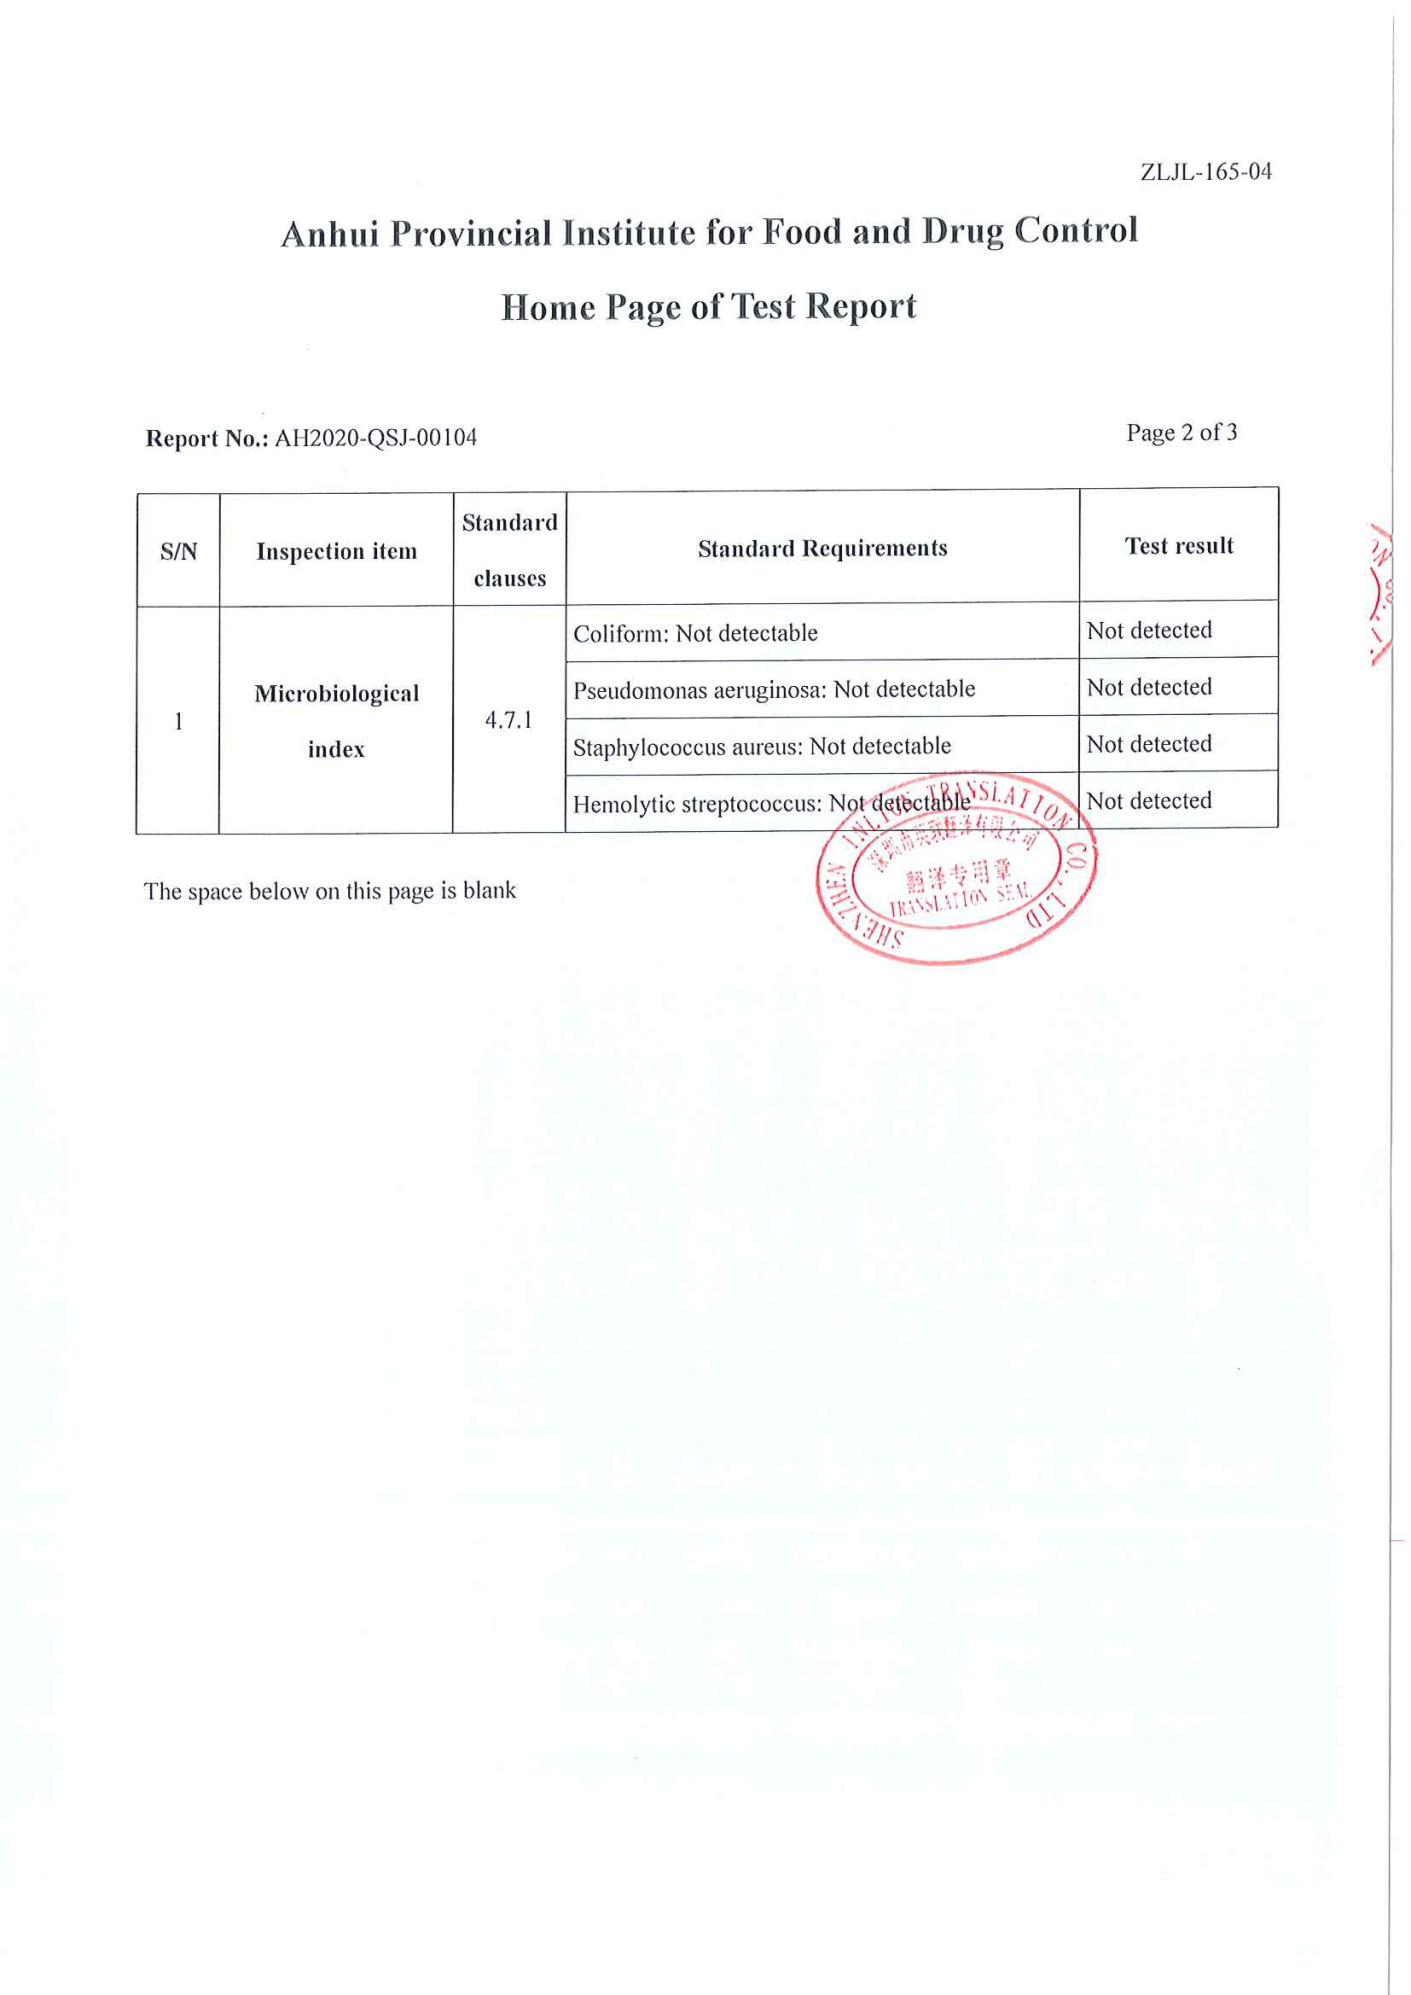 ZLJL-165-04
Anhui Provincial Institute for Food and Drug Control
Home Page of Test Report
Report No.: AH2020-QSJ-00104
Page 2 of 3
S/N
Inspection item
Standard
clauses
Standard Requirements
Test result
1
Microbiological
index
4.7.1
Coliform: Not detectable
Not detected
Pseudomonas aeruginosa: Not detectable
Not detected
Staphylococcus aureus: Not detectable
Not detected
Hemolytic streptococcus: Not detectable
Not detected
The space below on this page is blank
SHENZHEN INLION TRANSLATION CO., LTD
深圳市英联翻译有限公司
翻译专用章
TRANSLATION SEAL